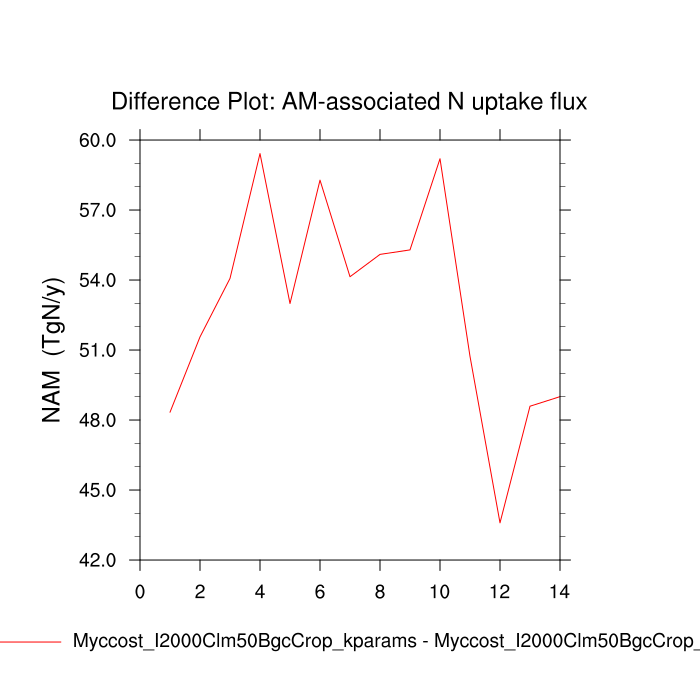 Difference Plot: AM-associated N uptake flux
60.0
57.0
54.0
51.0
48.0
45.0
42.0
NAM (TgN/y)
0 2 4 6 8 10 12 14
Myccost_I2000Clm50BgcCrop_kparams - Myccost_I2000Clm50BgcCrop_